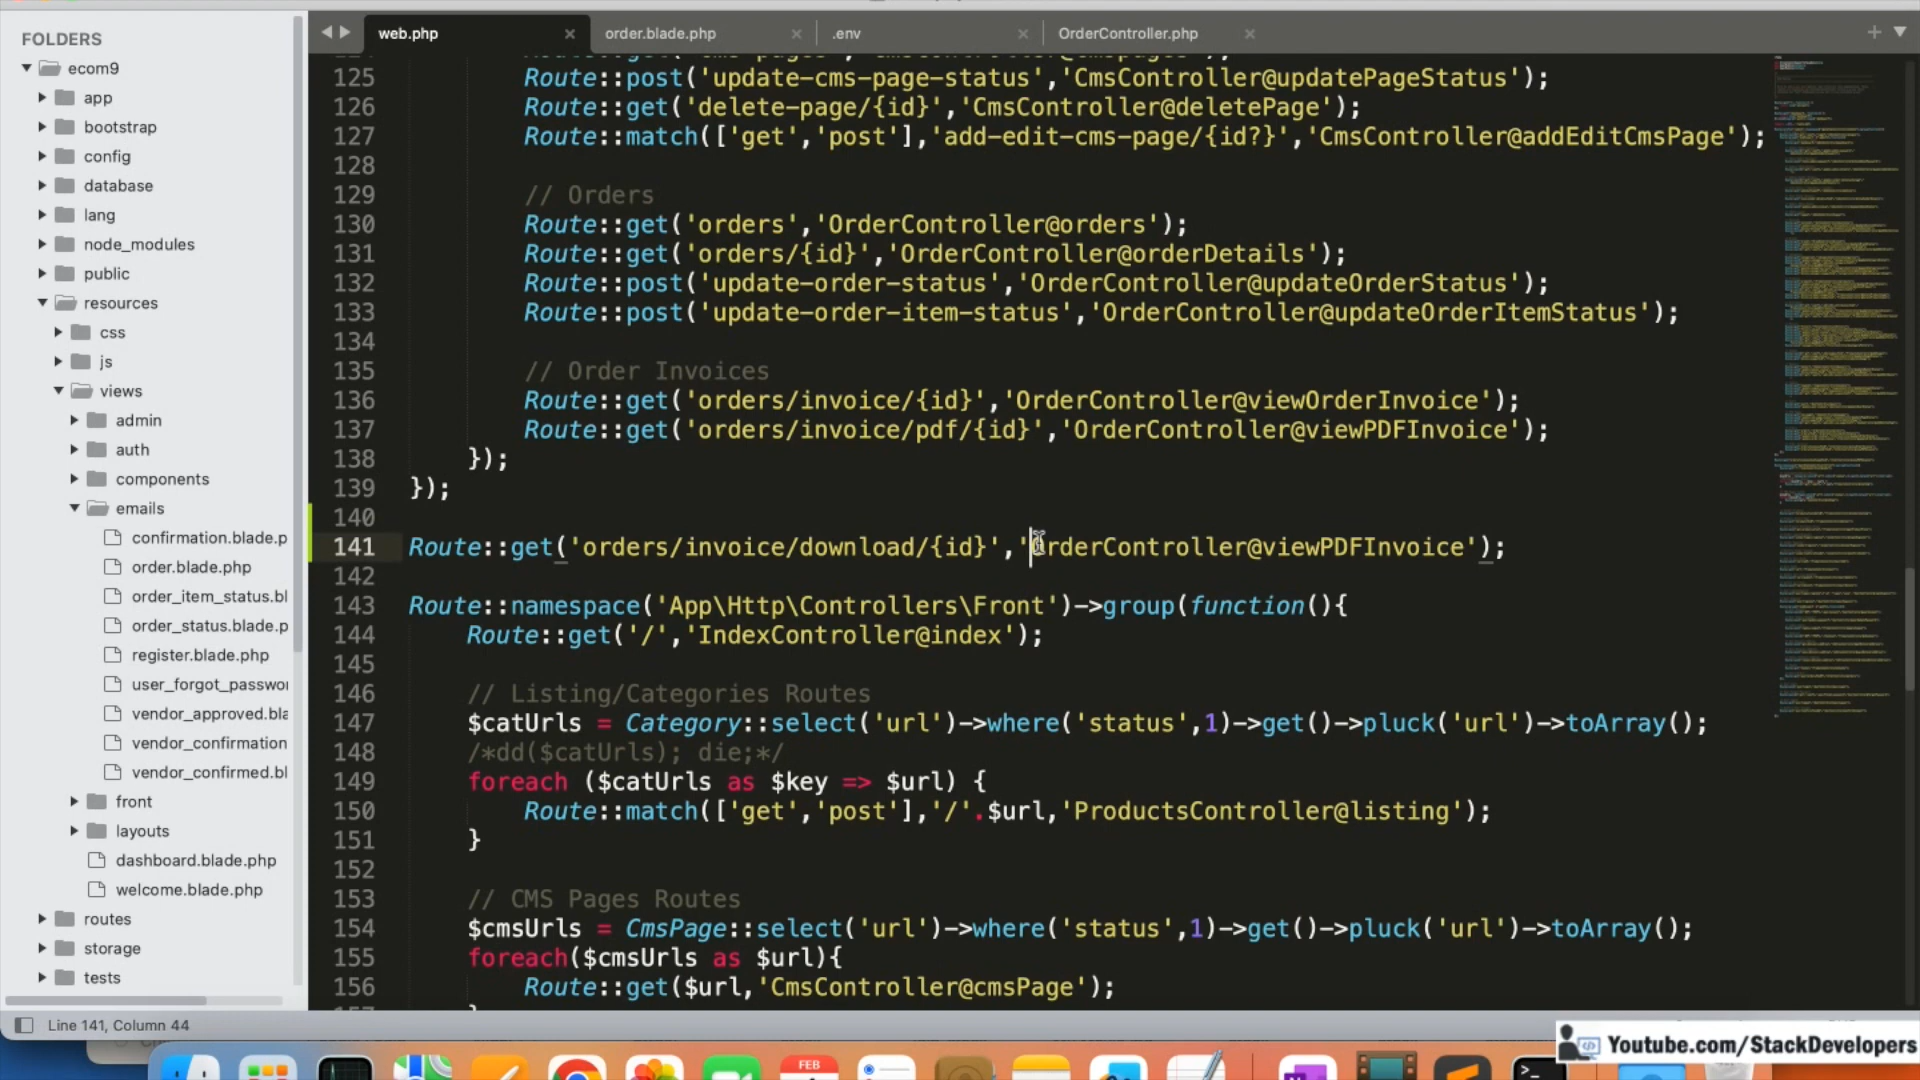 FOLDERS
ecom9
app
bootstrap
config
database
lang
node_modules
public
resources
css
js
views
admin
auth
components
emails
confirmation.blade.p
order.blade.php
order_item_status.bl
order_status.blade.p
register.blade.php
user_forgot_passwo
vendor_approved.bla
vendor_confirmation
vendor_confirmed.bl
front
layouts
dashboard.blade.php
welcome.blade.php
routes
storage
tests
web.php
order.blade.php
.env
OrderController.php
125 Route::post('update-cms-page-status','CmsController@updatePageStatus');
126 Route::get('delete-page/{id}','CmsController@deletePage');
127 Route::match(['get','post'],'add-edit-cms-page/{id?}','CmsController@addEditCmsPage');
128
129 // Orders
130 Route::get('orders','OrderController@orders');
131 Route::get('orders/{id}','OrderController@orderDetails');
132 Route::post('update-order-status','OrderController@updateOrderStatus');
133 Route::post('update-order-item-status','OrderController@updateOrderItemStatus');
134
135 // Order Invoices
136 Route::get('orders/invoice/{id}','OrderController@viewOrderInvoice');
137 Route::get('orders/invoice/pdf/{id}','OrderController@viewPDFInvoice');
138 });
139 });
140
141 Route::get('orders/invoice/download/{id}','OrderController@viewPDFInvoice');
142
143 Route::namespace('App\Http\Controllers\Front')->group(function(){
144 Route::get('/','IndexController@index');
145
146 // Listing/Categories Routes
147 $catUrls = Category::select('url')->where('status',1)->get()->pluck('url')->toArray();
148 /*dd($catUrls); die;*/
149 foreach ($catUrls as $key => $url) {
150 Route::match(['get','post'],'/'.$url,'ProductsController@listing');
151 }
152
153 // CMS Pages Routes
154 $cmsUrls = CmsPage::select('url')->where('status',1)->get()->pluck('url')->toArray();
155 foreach($cmsUrls as $url){
156 Route::get($url,'CmsController@cmsPage');
Line 141, Column 44
FEB
Youtube.com/StackDevelopers